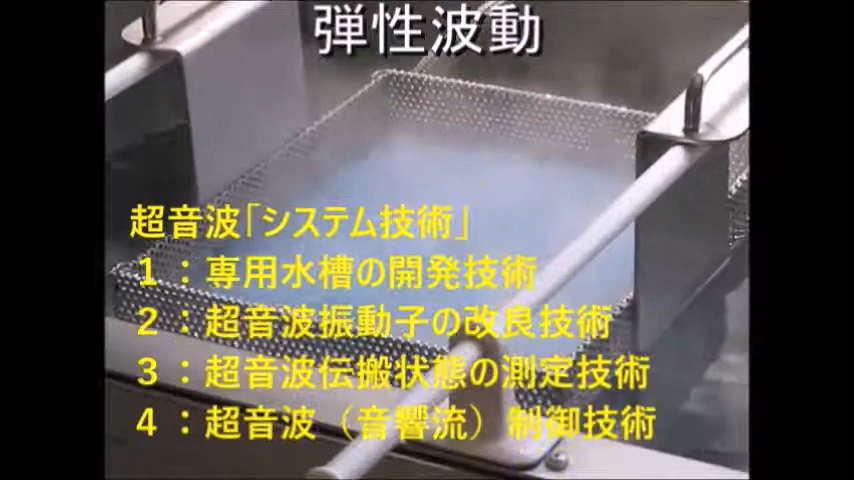 弾性波動
超音波「システム技術」
1：専用水槽の開発技術
2：超音波振動子の改良技術
3：超音波伝搬状態の測定技術
4：超音波（音響流）制御技術